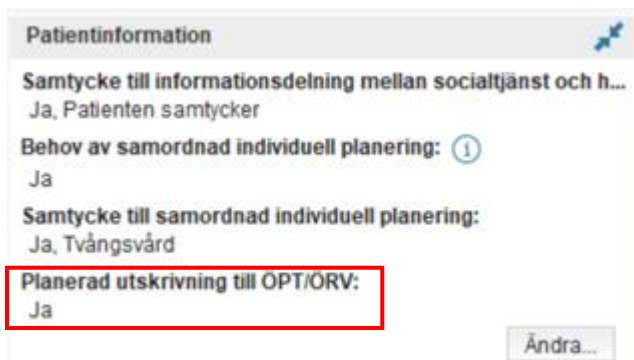 Patientinformation
Samtycke till informationsdelning mellan socialtjänst och h...
Ja, Patienten samtycker
Behov av samordnad individuell planering: i
Ja
Samtycke till samordnad individuell planering:
Ja, Tvångsvård
Planerad utskrivning till ÖPT/ÖRV:
Ja
Ändra...